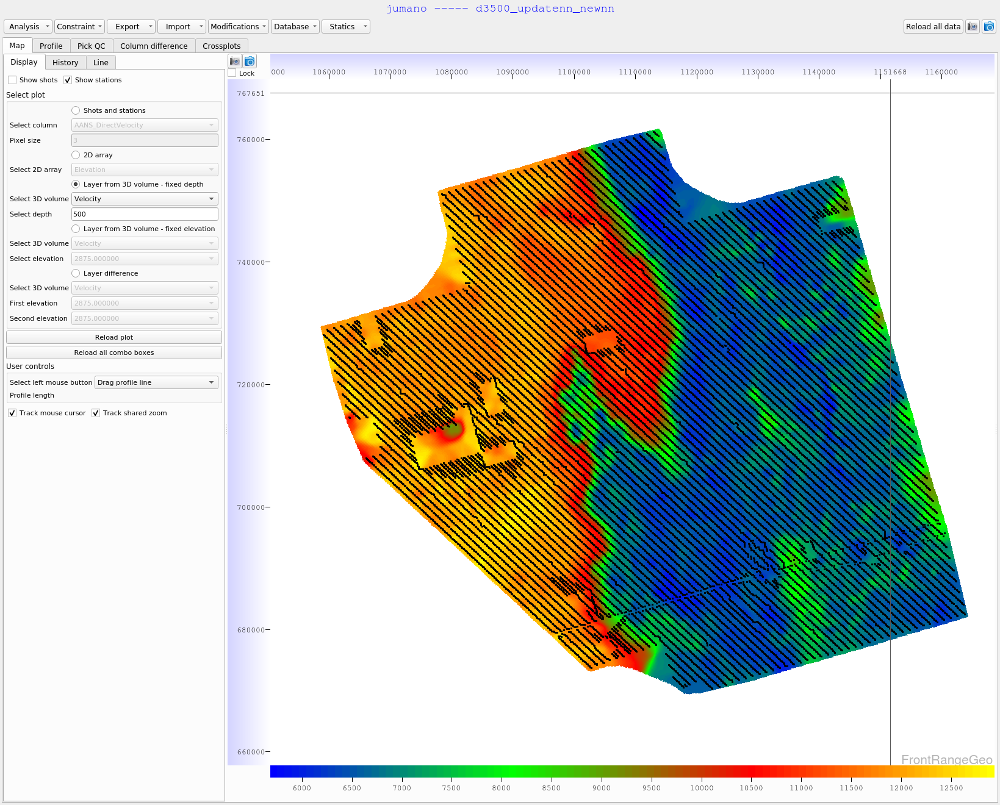 jumano ----- d3500_updatenn_newnn
Analysis Constraint Export Import Modifications Database Statics Reload all data
Map Profile Pick QC Column difference Crossplots
Display History Line
Lock
Show shots Show stations
Select plot
Shots and stations
Select column AANS_DirectVelocity
Pixel size 3
2D array
Select 2D array Elevation
Layer from 3D volume - fixed depth
Select 3D volume Velocity
Select depth 500
Layer from 3D volume - fixed elevation
Select 3D volume Velocity
Select elevation 2875.000000
Layer difference
Select 3D volume Velocity
First elevation 2875.000000
Second elevation 2875.000000
Reload plot
Reload all combo boxes
User controls
Select left mouse button Drag profile line
Profile length
Track mouse cursor Track shared zoom
000 1060000 1070000 1080000 1090000 1100000 1110000 1120000 1130000 1140000 1151668 1160000
767651
760000
740000
720000
700000
680000
660000
FrontRangeGeo
6000 6500 7000 7500 8000 8500 9000 9500 10000 10500 11000 11500 12000 12500